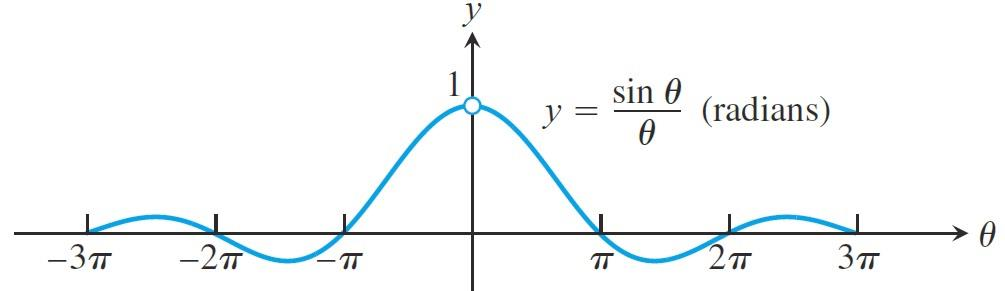 y
1
y = sin θ / θ (radians)
−3π −2π −π π 2π 3π θ